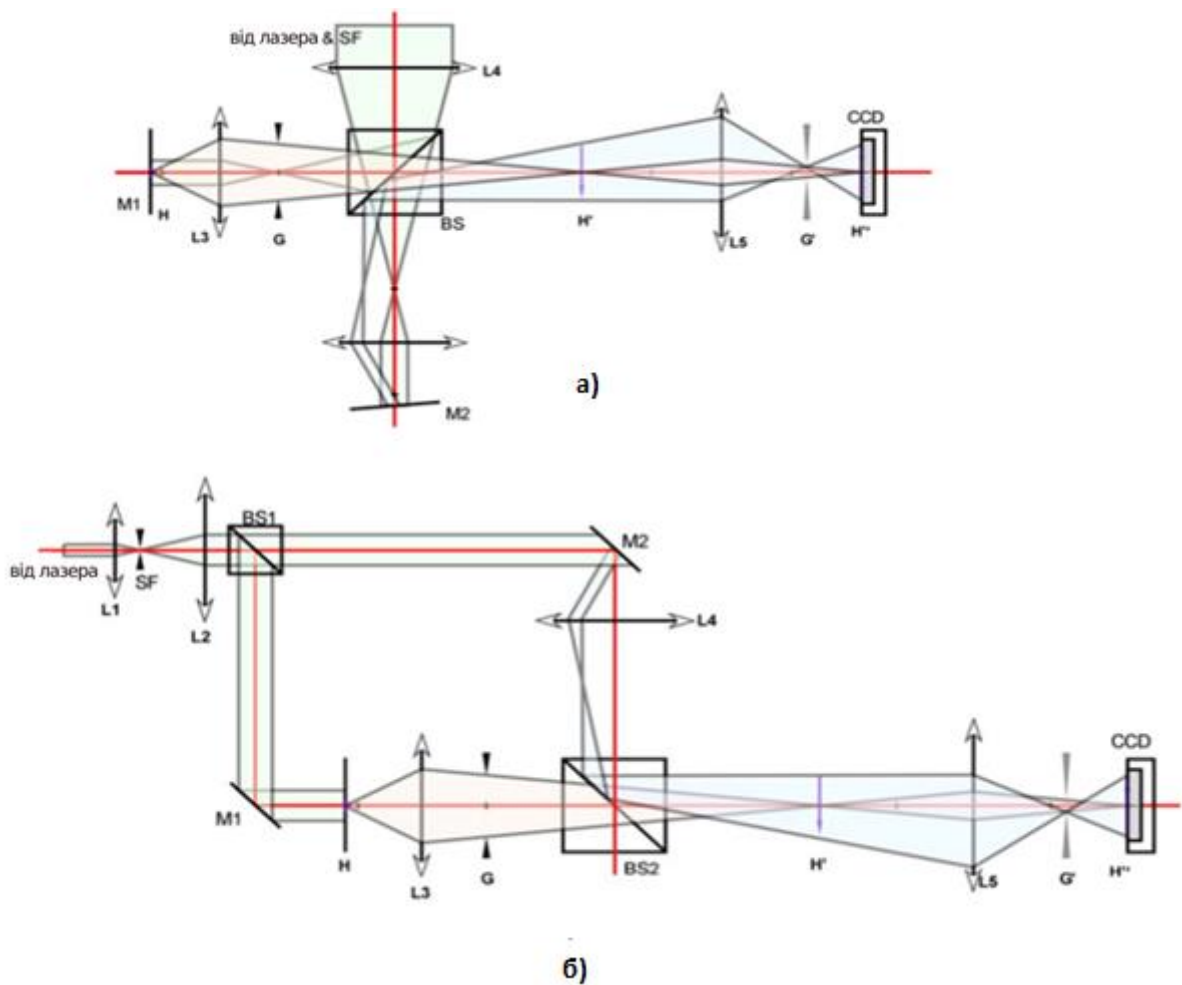 від лазера & SF
L4
CCD
M1
H
L3
G
BS
H'
L5
G'
H''
M2
а)
BS1
M2
від лазера
SF
L1
L2
L4
CCD
M1
H
L3
G
BS2
H'
L5
G'
H''
б)